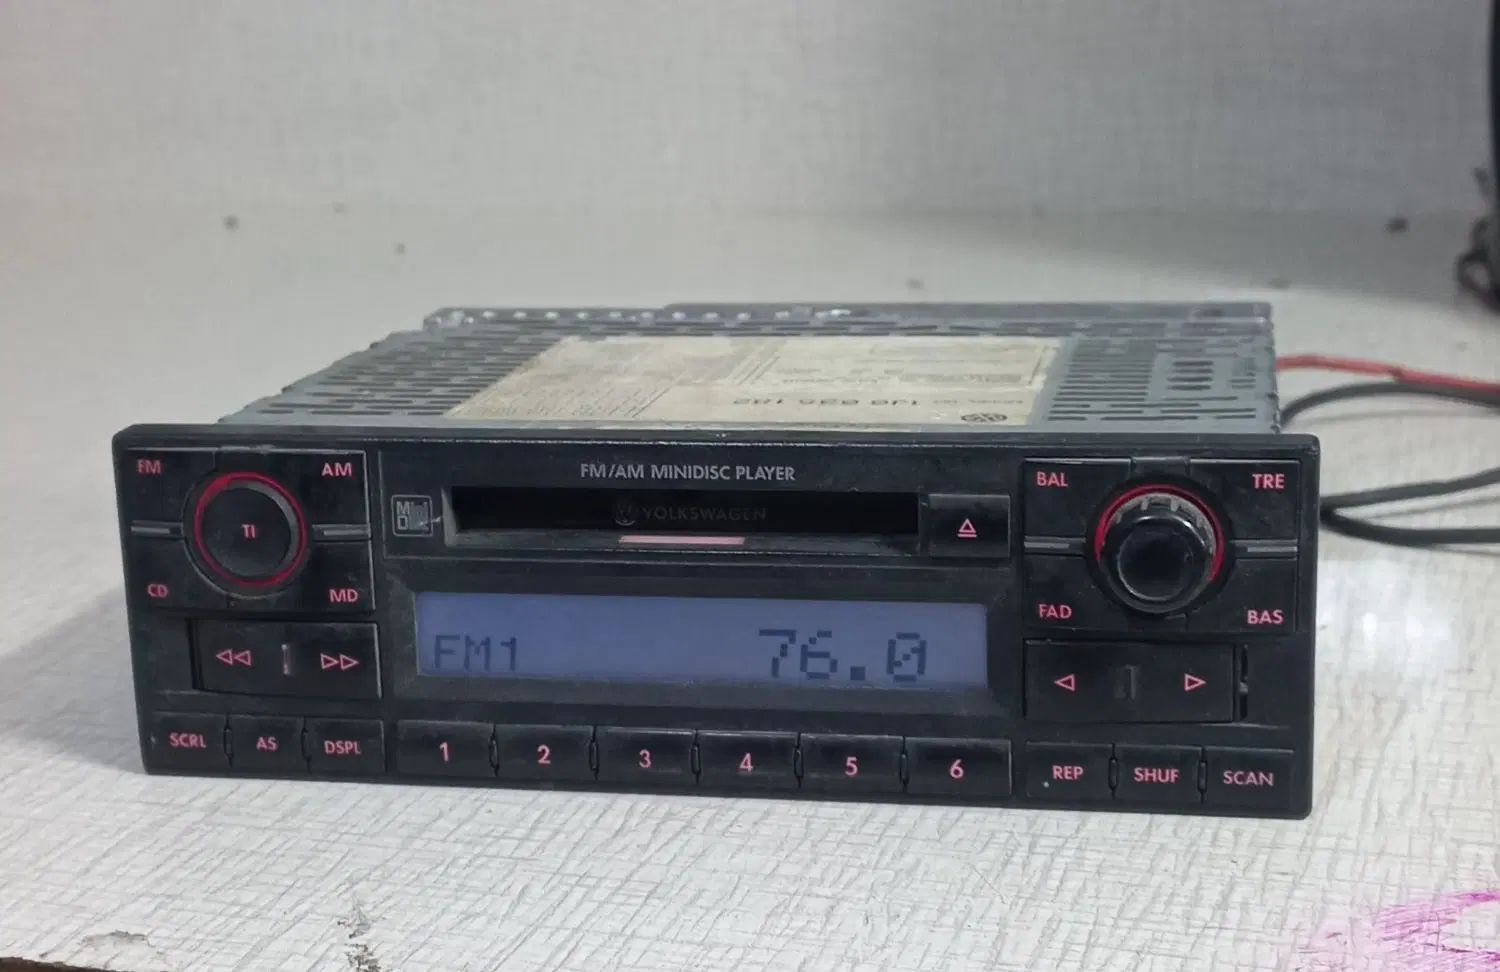 FM/AM MINIDISC PLAYER
FM
AM
TI
CD
MD
MD
VOLKSWAGEN
BAL
TRE
FAD
BAS
FM1 76.0
SCRL
AS
DSPL
1
2
3
4
5
6
REP
SHUF
SCAN